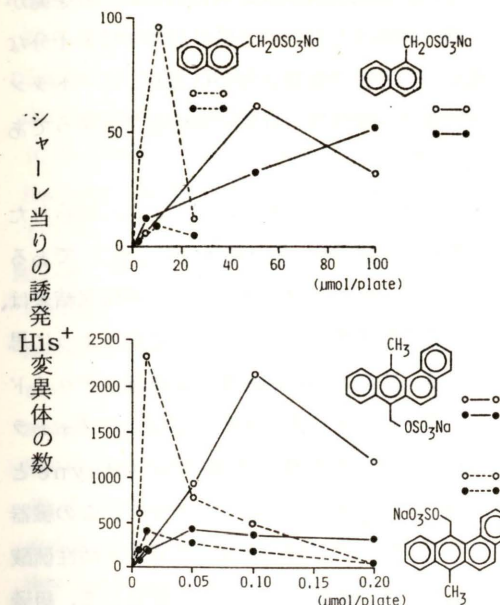 シャーレ当りの誘発His⁺変異体の数
100
50
0
CH₂OSO₃Na
CH₂OSO₃Na
0 20 40 60 80 100
(μmol/plate)
2500
2000
1500
1000
500
0
CH₃
OSO₃Na
NaO₃SO
CH₃
0 0.05 0.10 0.15 0.20
(μmol/plate)